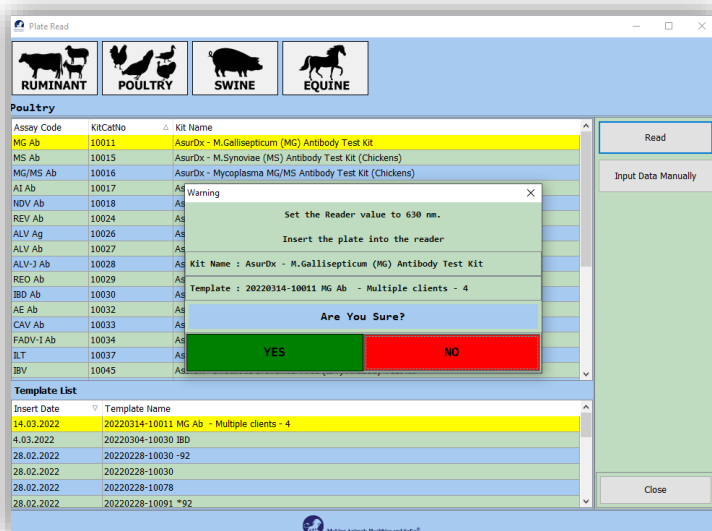 Plate Read
RUMINANT
POULTRY
SWINE
EQUINE
Poultry
Assay Code KitCatNo Kit Name
MG Ab 10011 AsurDx - M.Gallisepticum (MG) Antibody Test Kit
MS Ab 10015 AsurDx - M.Synoviae (MS) Antibody Test Kit (Chickens)
MG/MS Ab 10016 AsurDx - Mycoplasma MG/MS Antibody Test Kit (Chickens)
AI Ab 10017
NDV Ab 10018
REV Ab 10024
ALV Ag 10026
ALV Ab 10027
ALV-J Ab 10028
REO Ab 10029
IBD Ab 10030
AE Ab 10032
CAV Ab 10033
FADV-I Ab 10034
ILT 10037
IBV 10045
Read
Input Data Manually
Warning
Set the Reader value to 630 nm.
Insert the plate into the reader
Kit Name : AsurDx - M.Gallisepticum (MG) Antibody Test Kit
Template : 20220314-10011 MG Ab - Multiple clients - 4
Are You Sure?
YES
NO
Template List
Insert Date Template Name
14.03.2022 20220314-10011 MG Ab - Multiple clients - 4
4.03.2022 20220304-10030 IBD
28.02.2022 20220228-10030 -92
28.02.2022 20220228-10030
28.02.2022 20220228-10078
28.02.2022 20220228-10091 *92
Close